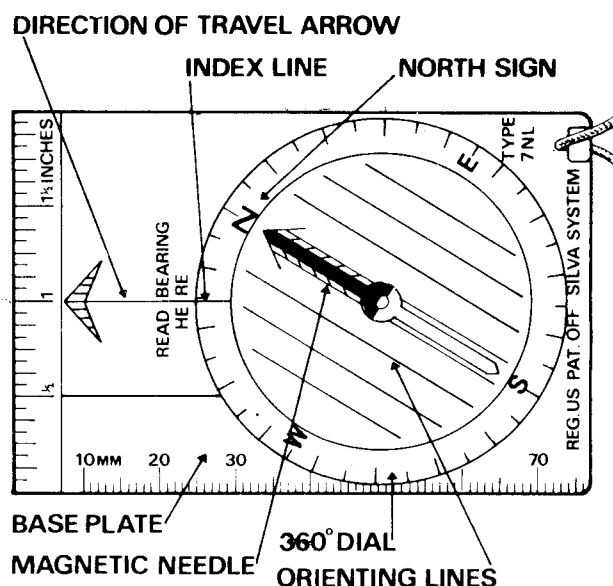 DIRECTION OF TRAVEL ARROW
INDEX LINE
NORTH SIGN
1½ INCHES
1
½
READ BEARING
HERE
N
E
S
W
TYPE
7NL
REG. US PAT. OFF SILVA SYSTEM
10MM 20 30 70
BASE PLATE
MAGNETIC NEEDLE
360° DIAL
ORIENTING LINES